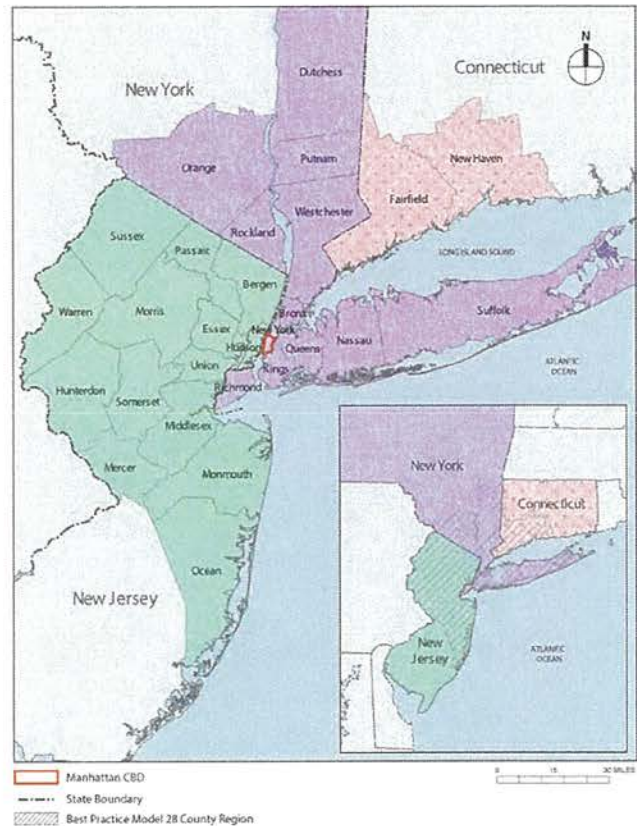 N
New York
Connecticut
Dutchess
Putnam
Orange
New Haven
Fairfield
Westchester
Rockland
Sussex
Passaic
LONG ISLAND SOUND
Bergen
Warren
Morris
Bronx
Suffolk
Essex
New York
Nassau
Hudson
Queens
Union
Kings
Richmond
Hunterdon
Somerset
ATLANTIC
OCEAN
Middlesex
Mercer
Monmouth
Ocean
New Jersey
New York
Connecticut
New
Jersey
ATLANTIC
OCEAN
0 15 30 MILES
Manhattan CBD
State Boundary
Best Practice Model 28 County Region